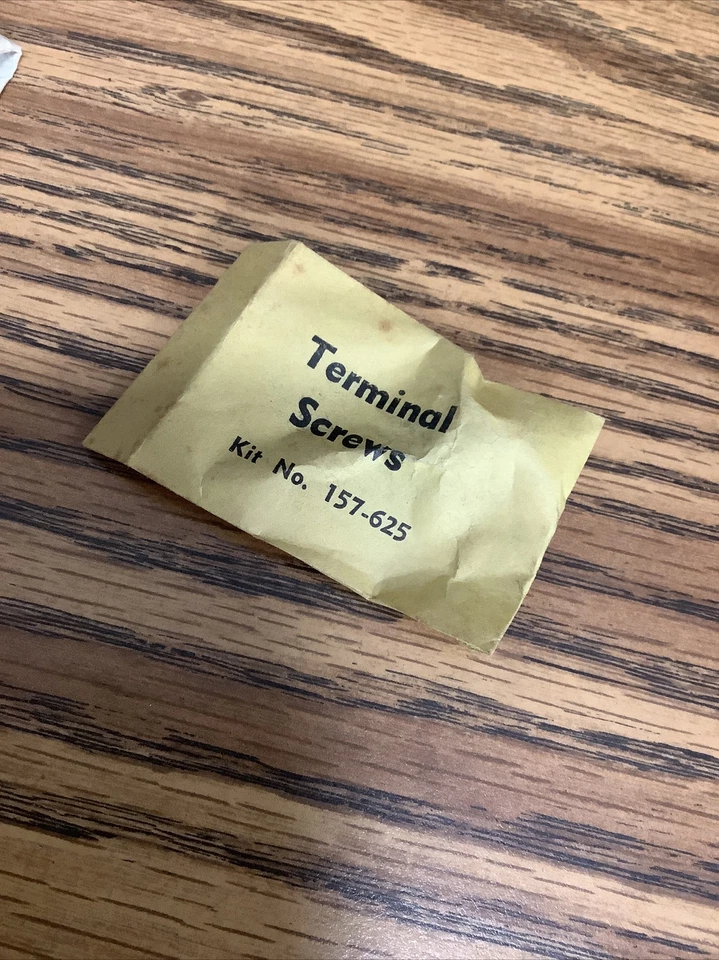 Terminal
Screws
Kit No. 157-625